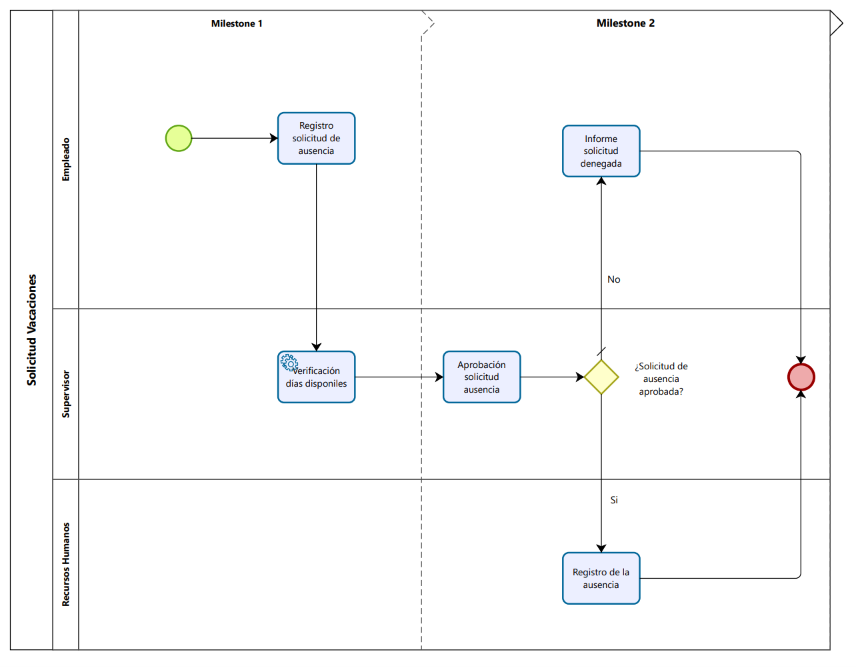 Milestone 1
Milestone 2
Solicitud Vacaciones
Empleado
Registro
solicitud de
ausencia
Informe
solicitud
denegada
No
Supervisor
Verificación
días disponiles
Aprobación
solicitud
ausencia
¿Solicitud de
ausencia
aprobada?
Si
Recursos Humanos
Registro de la
ausencia